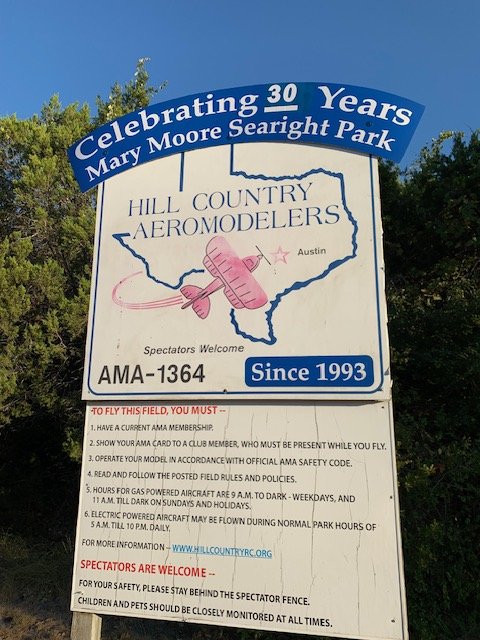 Celebrating 30 Years
Mary Moore Searight Park
HILL COUNTRY
AEROMODELERS
Austin
Spectators Welcome
AMA-1364
Since 1993
TO FLY THIS FIELD, YOU MUST --
1. HAVE A CURRENT AMA MEMBERSHIP.
2. SHOW YOUR AMA CARD TO A CLUB MEMBER, WHO MUST BE PRESENT WHILE YOU FLY.
3. OPERATE YOUR MODEL IN ACCORDANCE WITH OFFICIAL AMA SAFETY CODE.
4. READ AND FOLLOW THE POSTED FIELD RULES AND POLICIES.
5. HOURS FOR GAS POWERED AIRCRAFT ARE 9 A.M. TO DARK - WEEKDAYS, AND
11 A.M. TILL DARK ON SUNDAYS AND HOLIDAYS.
6. ELECTRIC POWERED AIRCRAFT MAY BE FLOWN DURING NORMAL PARK HOURS OF
5 A.M. TILL 10 P.M. DAILY.
FOR MORE INFORMATION -- WWW.HILLCOUNTRYRC.ORG
SPECTATORS ARE WELCOME --
FOR YOUR SAFETY, PLEASE STAY BEHIND THE SPECTATOR FENCE.
CHILDREN AND PETS SHOULD BE CLOSELY MONITORED AT ALL TIMES.